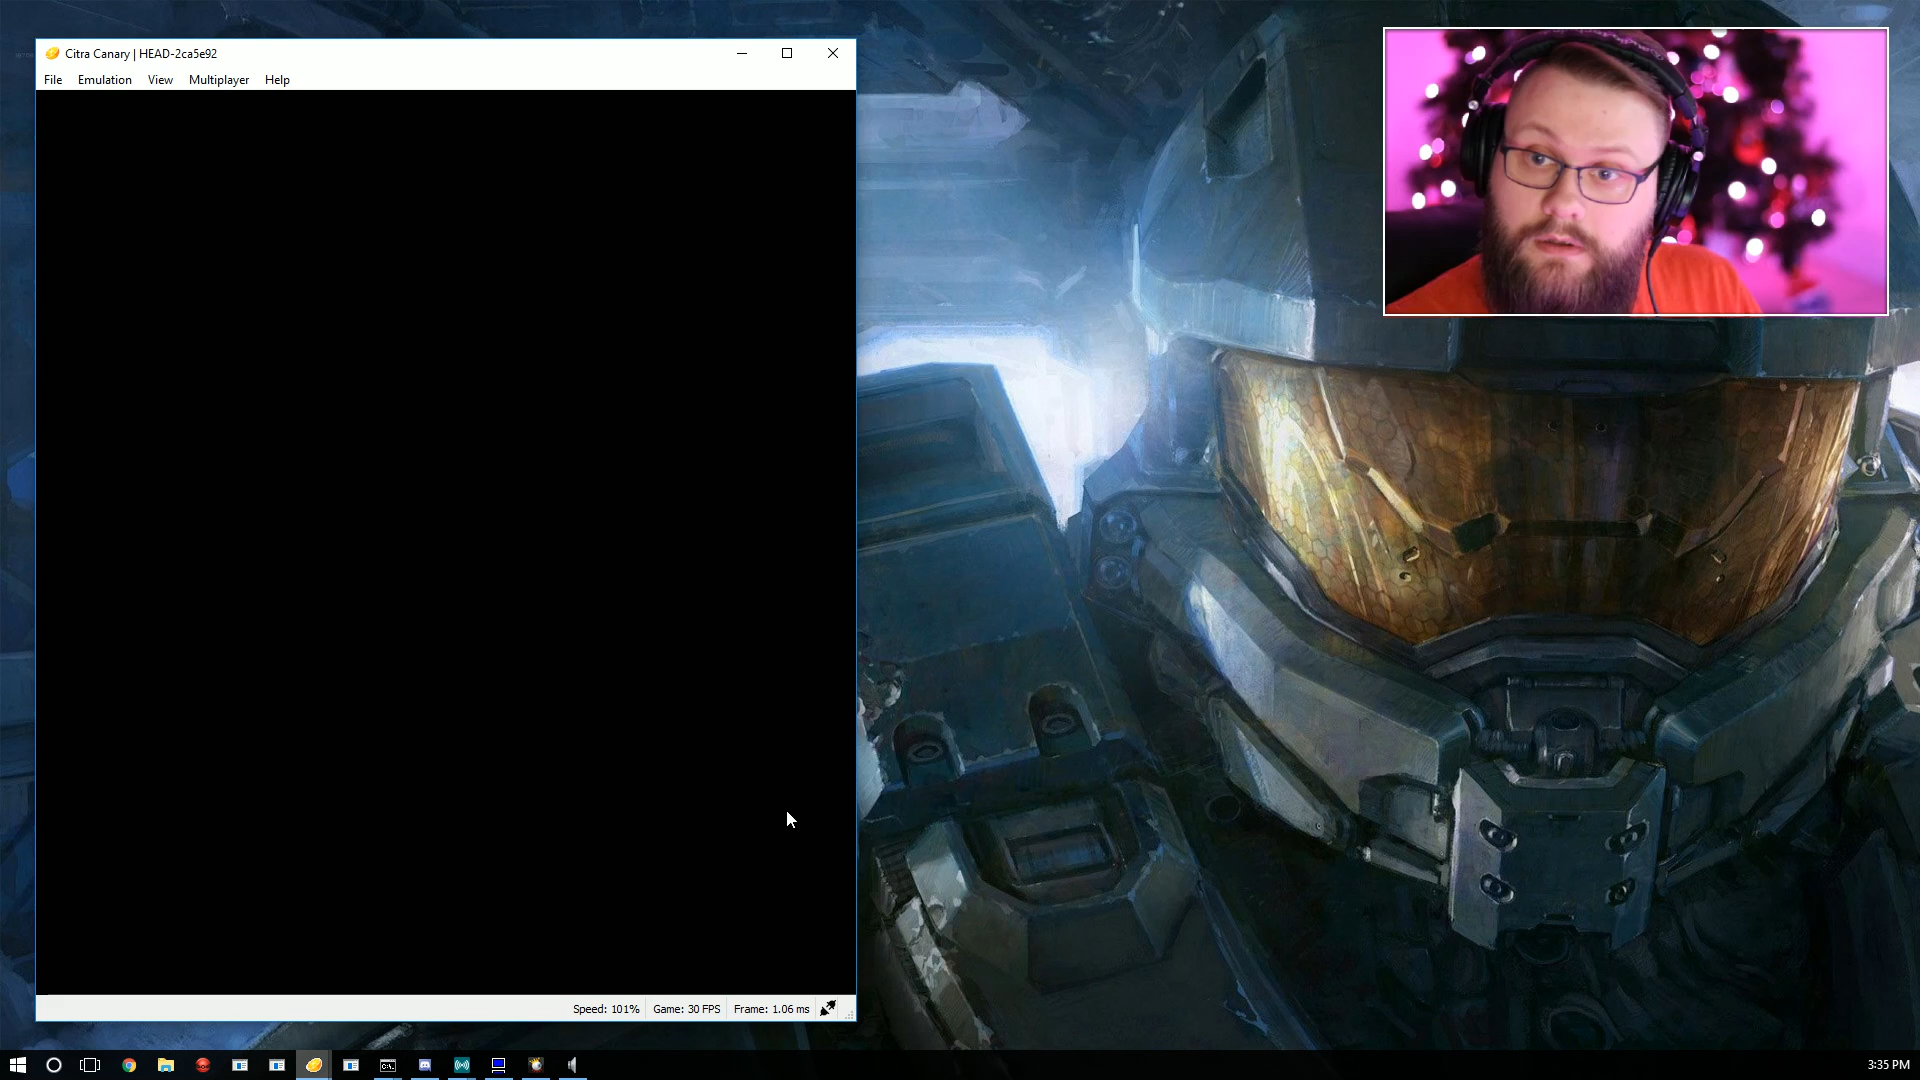 Citra Canary | HEAD-2ca5e92
File Emulation View Multiplayer Help
Speed: 101% Game: 30 FPS Frame: 1.06 ms
3:35 PM